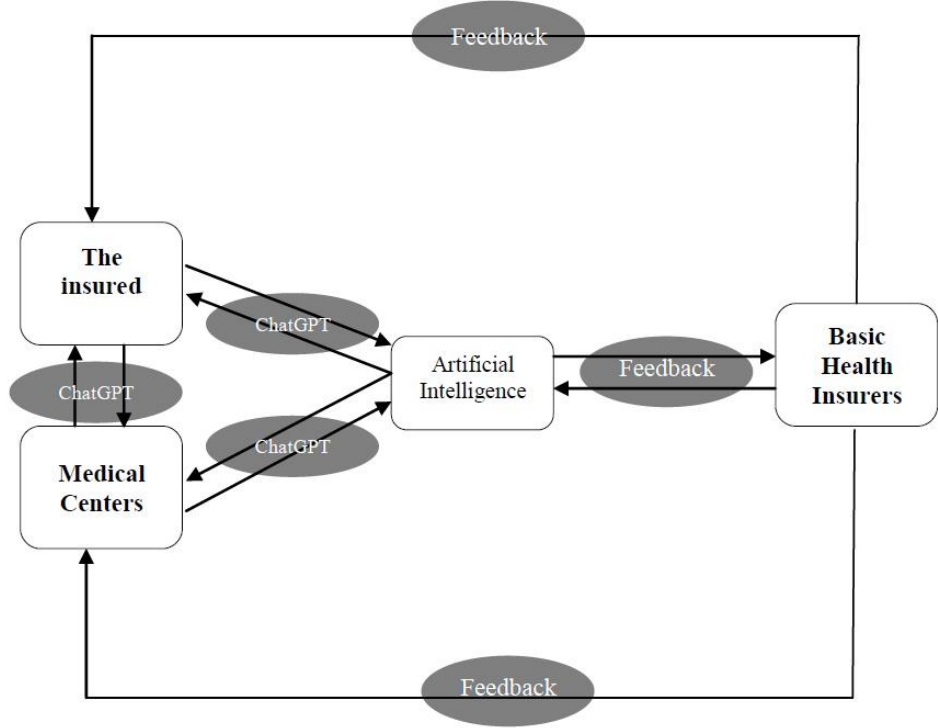 Feedback
The
insured
ChatGPT
Artificial
Intelligence
Feedback
Basic
Health
Insurers
ChatGPT
ChatGPT
Medical
Centers
Feedback